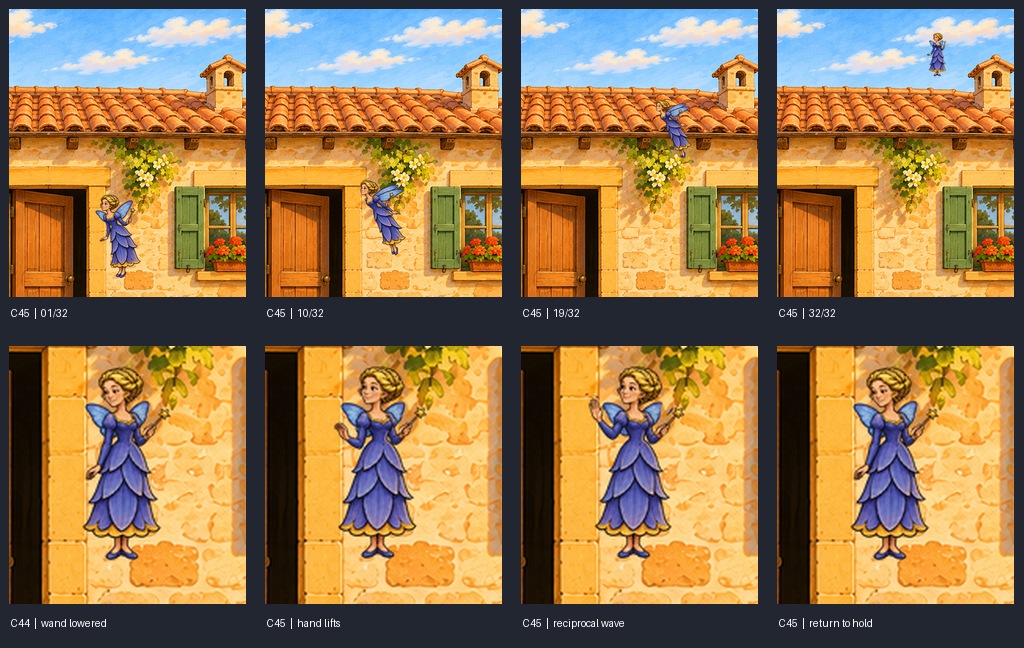 C45 | 01/32
C45 | 10/32
C45 | 19/32
C45 | 32/32
C44 | wand lowered
C45 | hand lifts
C45 | reciprocal wave
C45 | return to hold